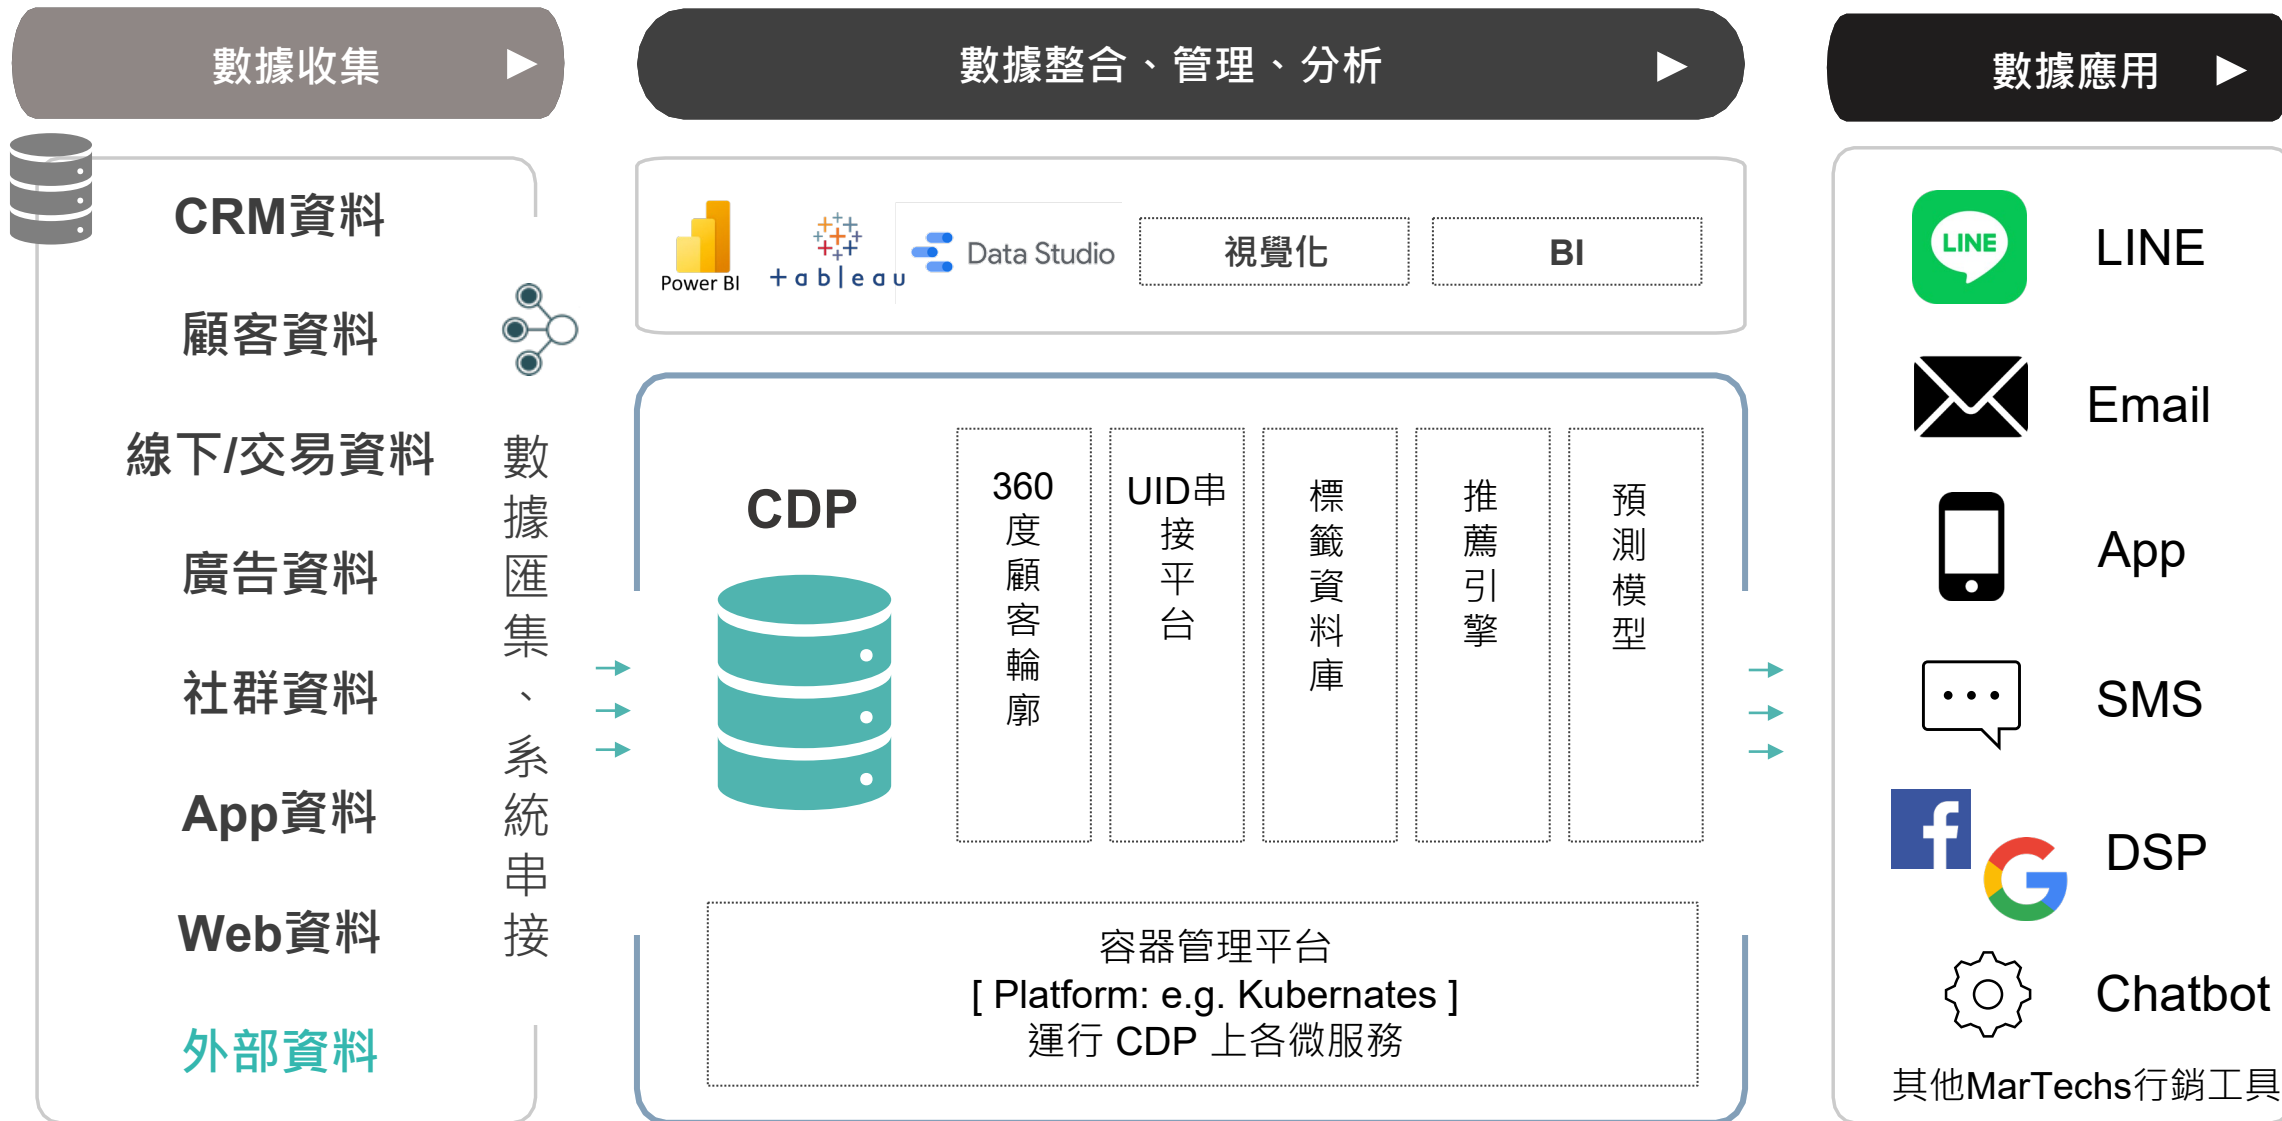 數據收集
數據整合、管理、分析
數據應用
CRM資料
顧客資料
線下/交易資料
廣告資料
社群資料
App資料
Web資料
外部資料
數據匯集、系統串接
Power BI
+ableau
Data Studio
視覺化
BI
CDP
360
度顧客輪廓
UID串
接平台
標籤資料庫
推薦引擎
預測模型
容器管理平台
[ Platform: e.g. Kubernates ]
運行 CDP 上各微服務
LINE
LINE
Email
App
SMS
DSP
Chatbot
其他MarTechs行銷工具